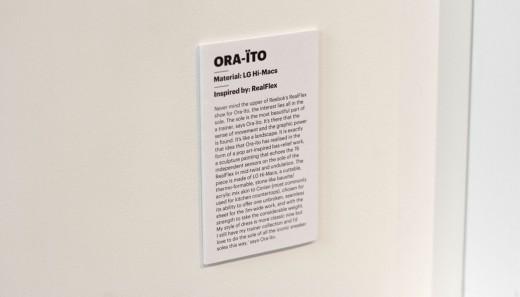 ORA-ÏTO
Material: LG Hi-Macs
Inspired by: RealFlex
Never mind the upper of Reebok's RealFlex
shoe for Ora-Ito, the interest lies all in the
sole. 'The sole is the most beautiful part of
a trainer, says Ora-Ito. It's there that the
sense of movement and the graphic power
is found. It's like a landscape. It is exactly
that idea that Ora-Ito has realised in the
form of a pop art-inspired bas-relief work,
a sculpture painting that echoes the 76
independent sensors on the sole of the
RealFlex in mid-twist and undulation. The
piece is made of LG Hi-Macs, a suitable,
thermo-formable, stone-like
acrylic mix akin to Corian (most commonly
used for kitchen countertops), chosen for
its ability to offer one unbroken, seamless
sheet for the 3m-wide work, and with the
strength to take the considerable weight.
'My style of dress is more classic now but
I still have my trainer collection and I'd
love to do the sole of all the iconic sneaker
soles this way,' says Ora-Ito.